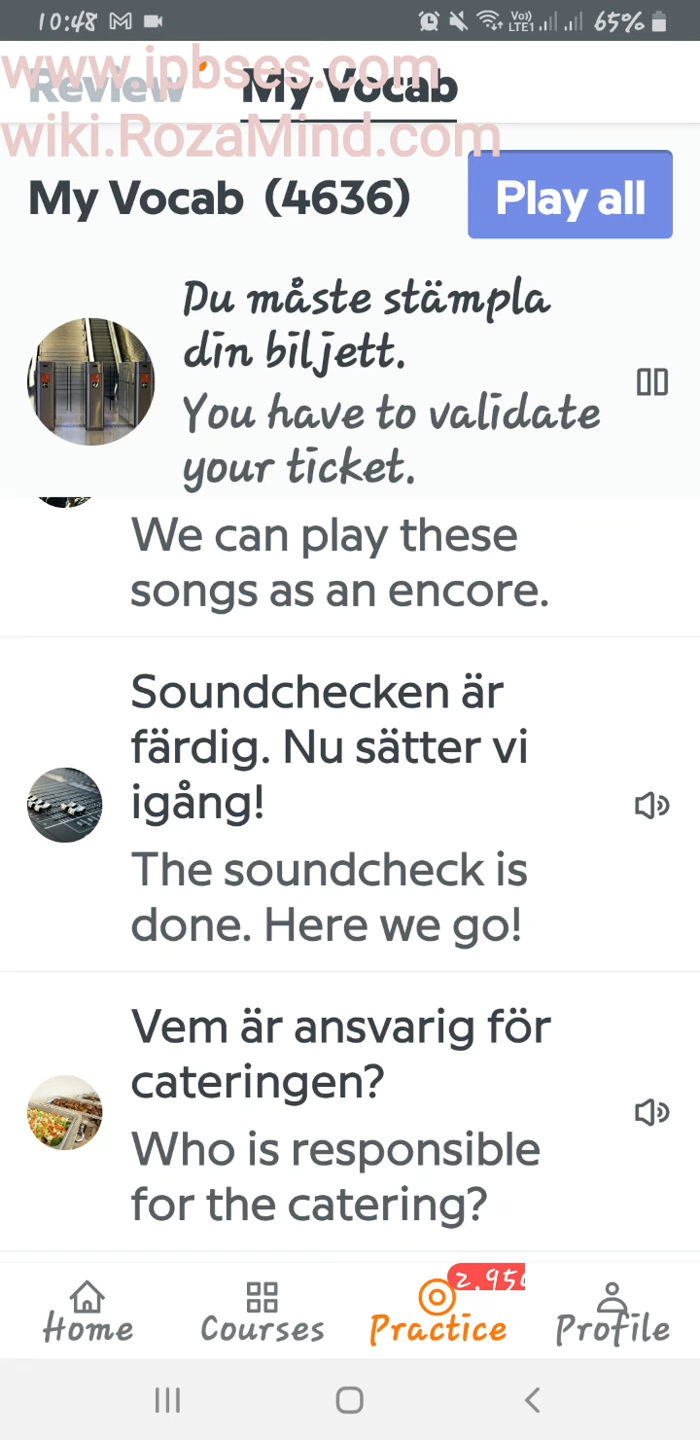 10:48
Vo))
LTE1
65%
www.ipbses.com
Review
My Vocab
wiki.RozaMind.com
My Vocab (4636)
Play all
Du måste stämpla
din biljett.
You have to validate
your ticket.
We can play these
songs as an encore.
Soundchecken är
färdig. Nu sätter vi
igång!
The soundcheck is
done. Here we go!
Vem är ansvarig för
cateringen?
Who is responsible
for the catering?
Home
Courses
Practice
Profile